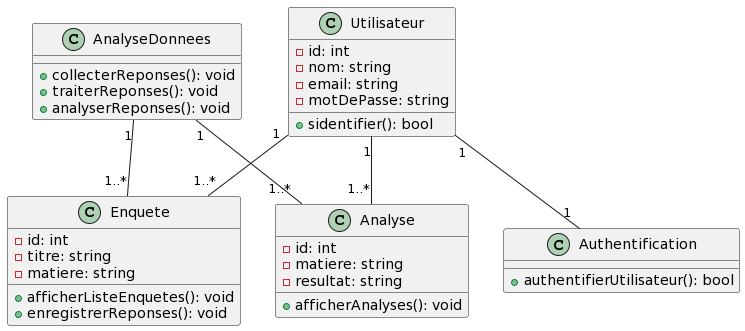 C AnalyseDonnees
collecterReponses(): void
traiterReponses(): void
analyserReponses(): void
C Utilisateur
id: int
nom: string
email: string
motDePasse: string
sidentifier(): bool
1
1
1
1
1
1..*
1..*
1..*
1..*
1
C Enquete
id: int
titre: string
matiere: string
afficherListeEnquetes(): void
enregistrerReponses(): void
C Analyse
id: int
matiere: string
resultat: string
afficherAnalyses(): void
C Authentification
authentifierUtilisateur(): bool